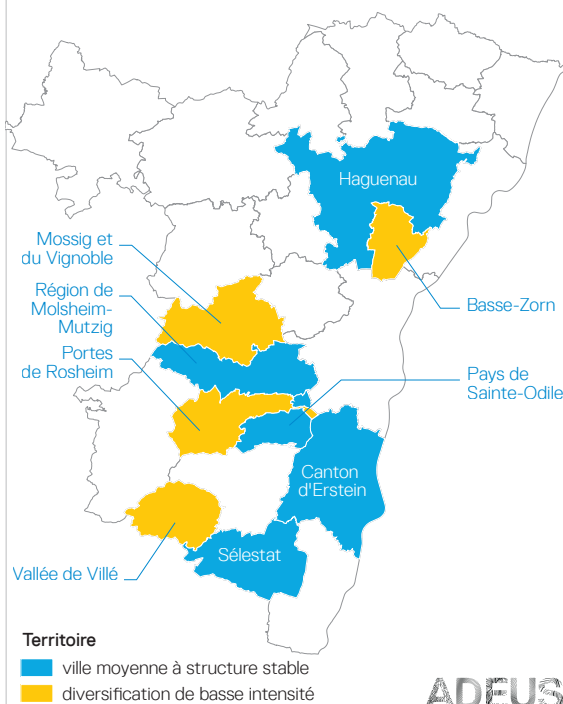 Haguenau
Mossig et
du Vignoble
Région de
Molsheim-
Mutzig
Portes
de Rosheim
Basse-Zorn
Pays de
Sainte-Odile
Canton
d'Erstein
Sélestat
Vallée de Villé
Territoire
ville moyenne à structure stable
diversification de basse intensité
ADEUS